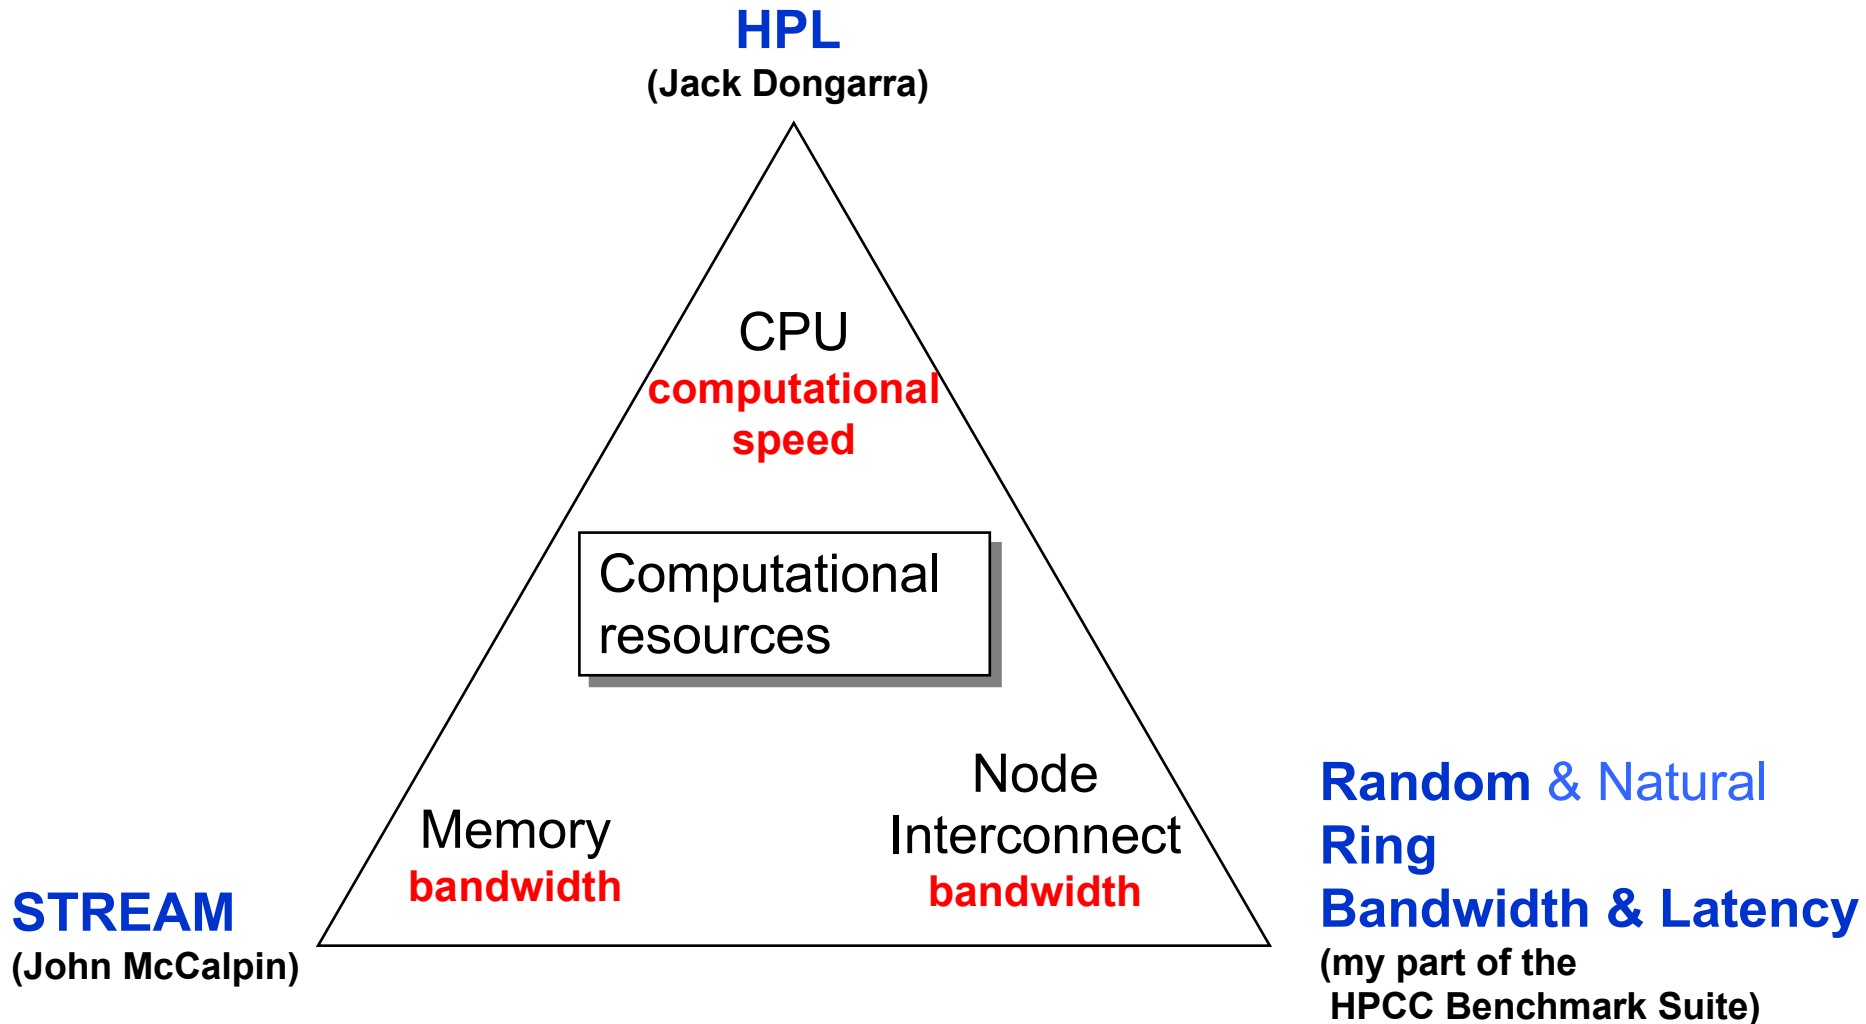 HPL
(Jack Dongarra)
CPU
computational
speed
Computational
resources
Memory
bandwidth
Node
Interconnect
bandwidth
STREAM
(John McCalpin)
Random & Natural
Ring
Bandwidth & Latency
(my part of the
HPCC Benchmark Suite)